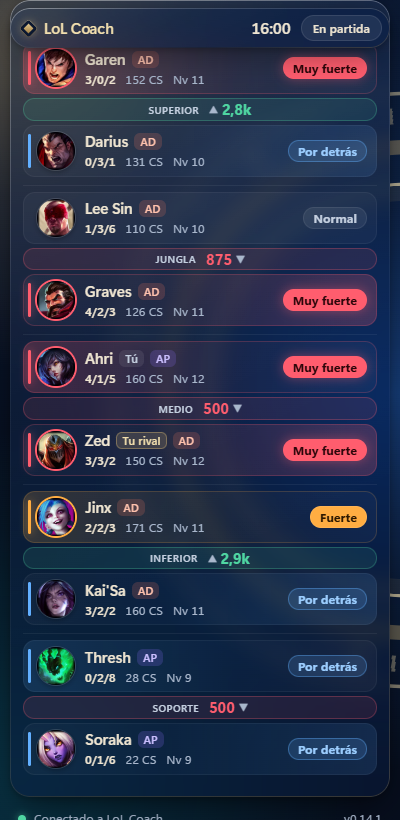 LoL Coach 16:00 En partida
Garen AD
3/0/2 152 CS Nv 11
Muy fuerte
SUPERIOR ▲ 2,8k
Darius AD
0/3/1 131 CS Nv 10
Por detrás
Lee Sin AD
1/3/6 110 CS Nv 10
Normal
JUNGLA 875 ▼
Graves AD
4/2/3 126 CS Nv 11
Muy fuerte
Ahri Tú AP
4/1/5 160 CS Nv 12
Muy fuerte
MEDIO 500 ▼
Zed Tu rival AD
3/3/2 150 CS Nv 12
Muy fuerte
Jinx AD
2/2/3 171 CS Nv 11
Fuerte
INFERIOR ▲ 2,9k
Kai'Sa AD
3/2/2 160 CS Nv 11
Por detrás
Thresh AP
0/2/8 28 CS Nv 9
Por detrás
SOPORTE 500 ▼
Soraka AP
0/1/6 22 CS Nv 9
Por detrás
Conectado a LoL Coach v0.14.1